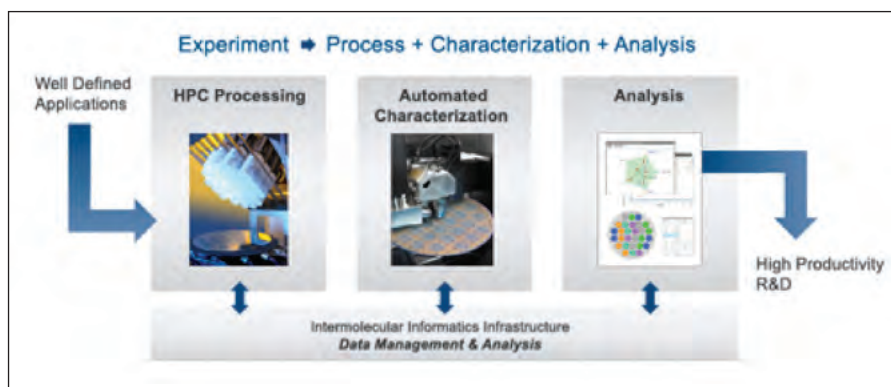 Experiment ➡ Process + Characterization + Analysis
Well Defined
Applications
HPC Processing
Automated
Characterization
Analysis
High Productivity
R&D
Intermolecular Informatics Infrastructure
Data Management & Analysis